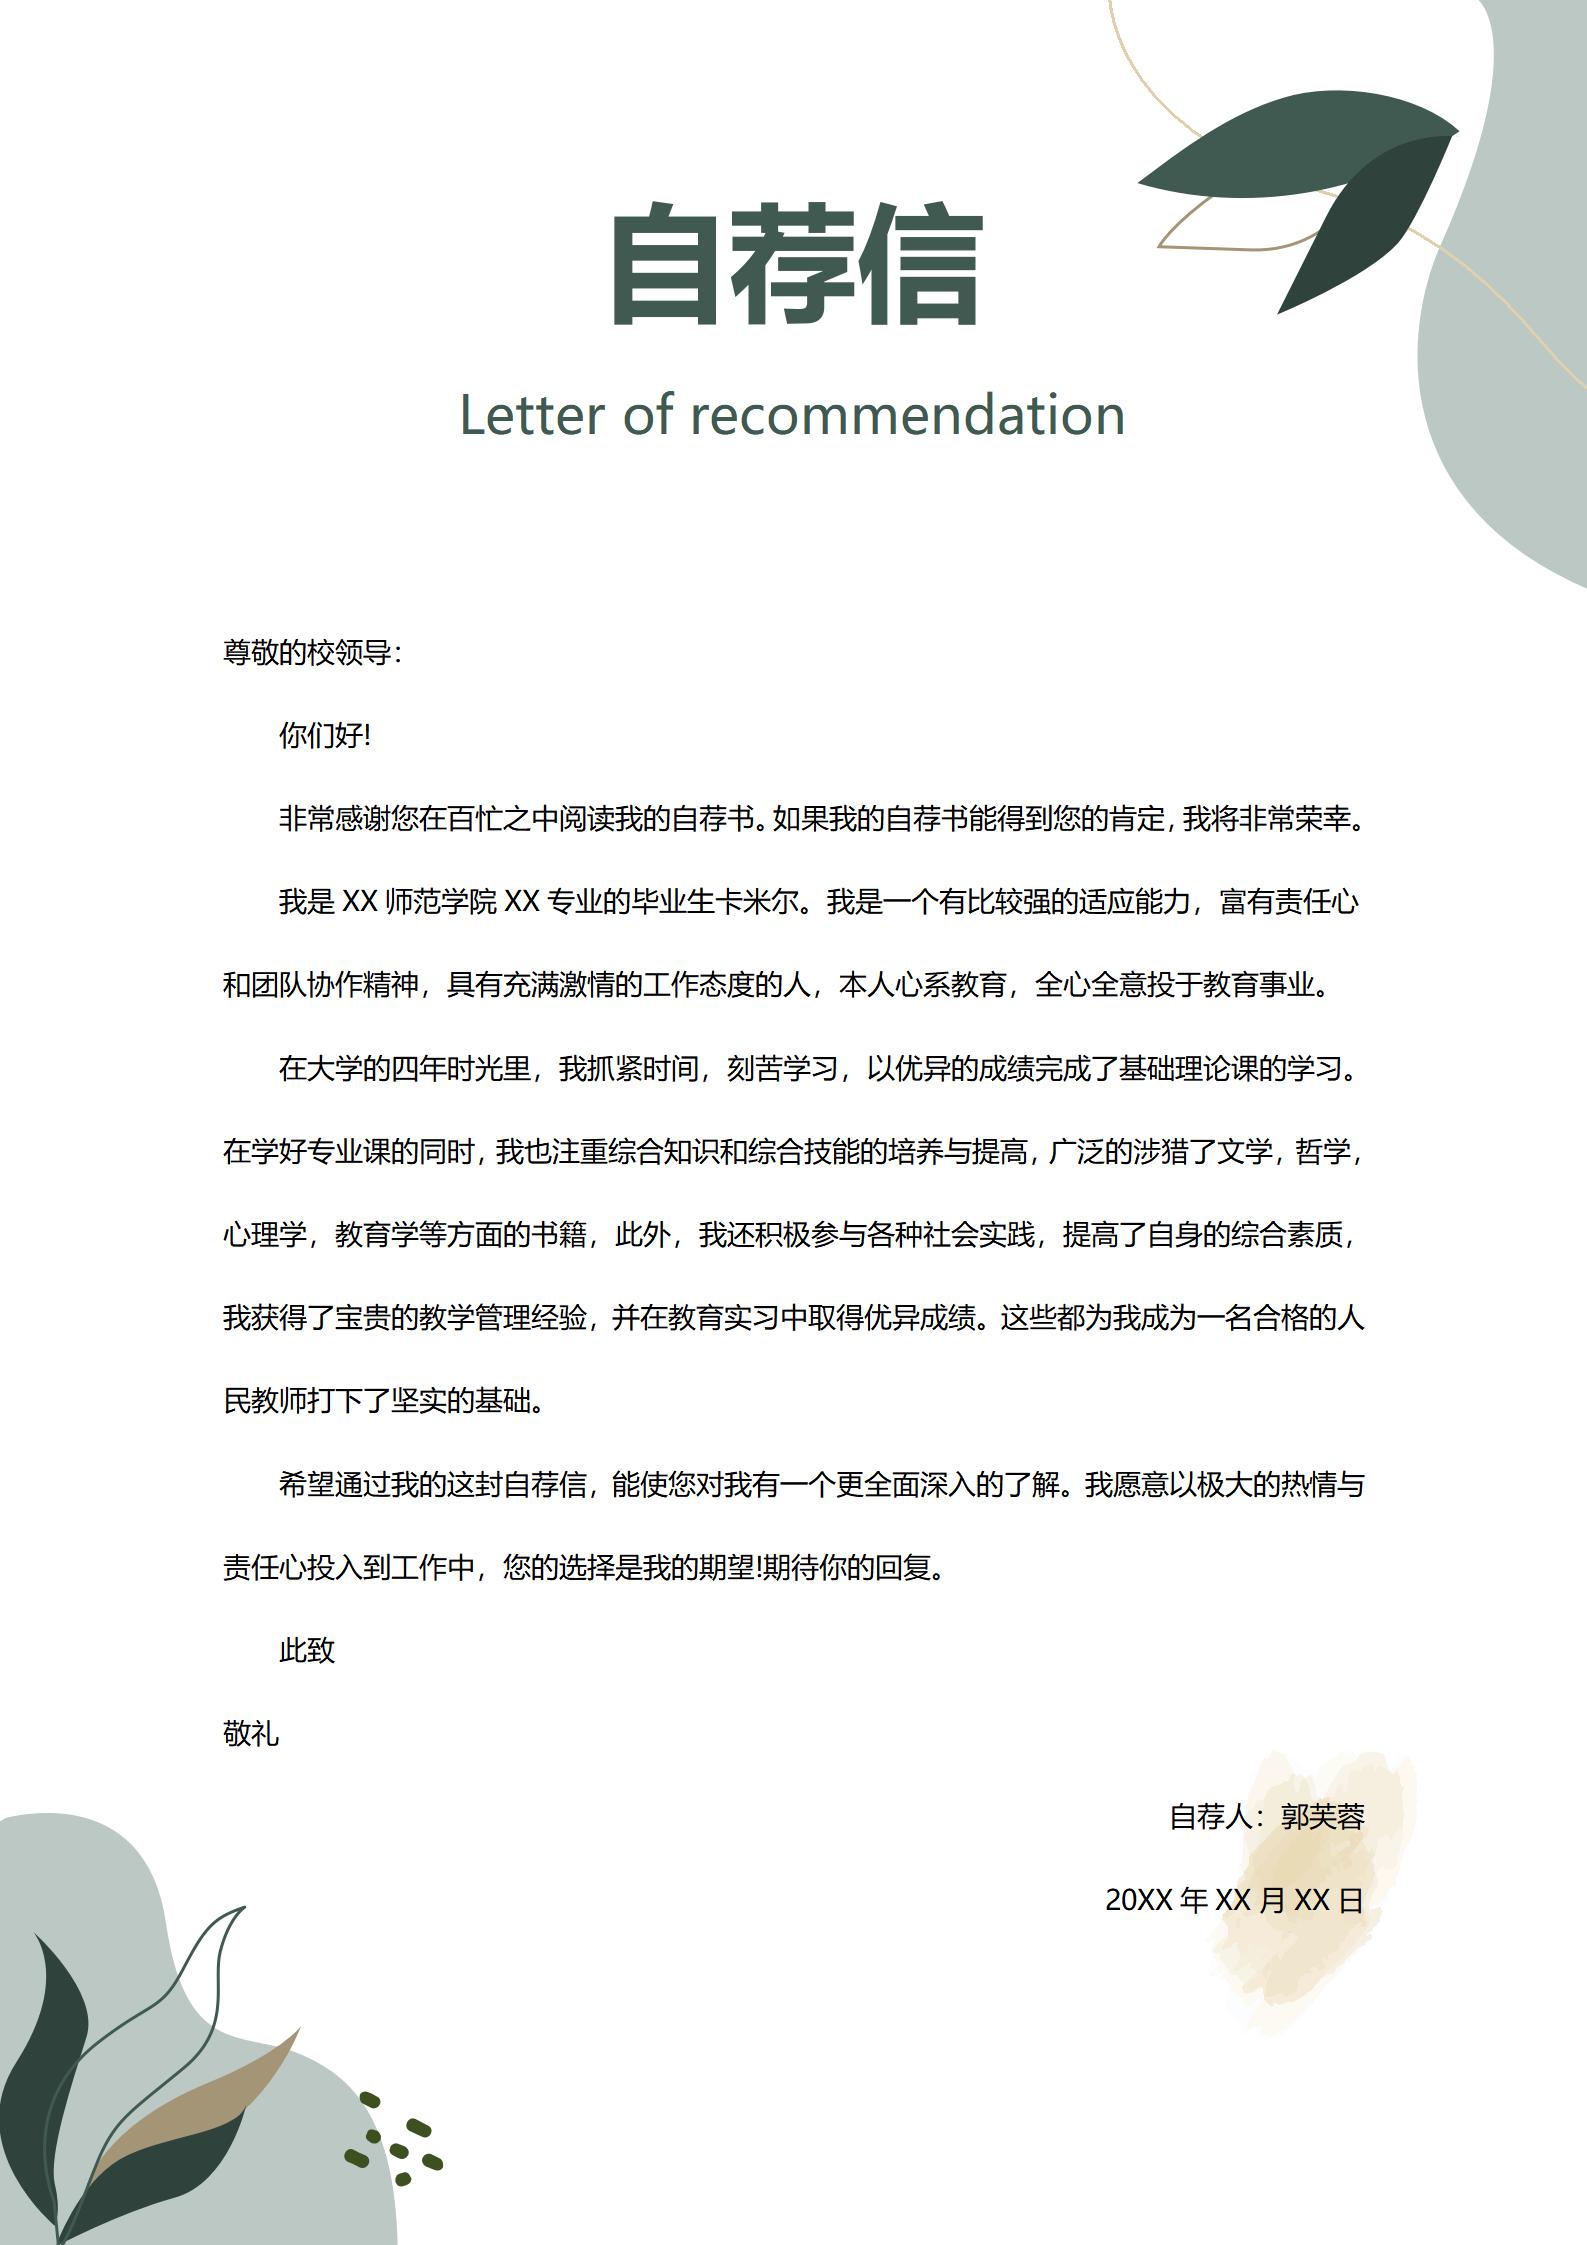 自荐信
Letter of recommendation
尊敬的校领导：
你们好!
非常感谢您在百忙之中阅读我的自荐书。如果我的自荐书能得到您的肯定，我将非常荣幸。
我是 XX 师范学院 XX 专业的毕业生卡米尔。我是一个有比较强的适应能力，富有责任心
和团队协作精神，具有充满激情的工作态度的人，本人心系教育，全心全意投于教育事业。
在大学的四年时光里，我抓紧时间，刻苦学习，以优异的成绩完成了基础理论课的学习。
在学好专业课的同时，我也注重综合知识和综合技能的培养与提高，广泛的涉猎了文学，哲学，
心理学，教育学等方面的书籍，此外，我还积极参与各种社会实践，提高了自身的综合素质，
我获得了宝贵的教学管理经验，并在教育实习中取得优异成绩。这些都为我成为一名合格的人
民教师打下了坚实的基础。
希望通过我的这封自荐信，能使您对我有一个更全面深入的了解。我愿意以极大的热情与
责任心投入到工作中，您的选择是我的期望!期待你的回复。
此致
敬礼
自荐人：郭芙蓉
20XX 年 XX 月 XX 日